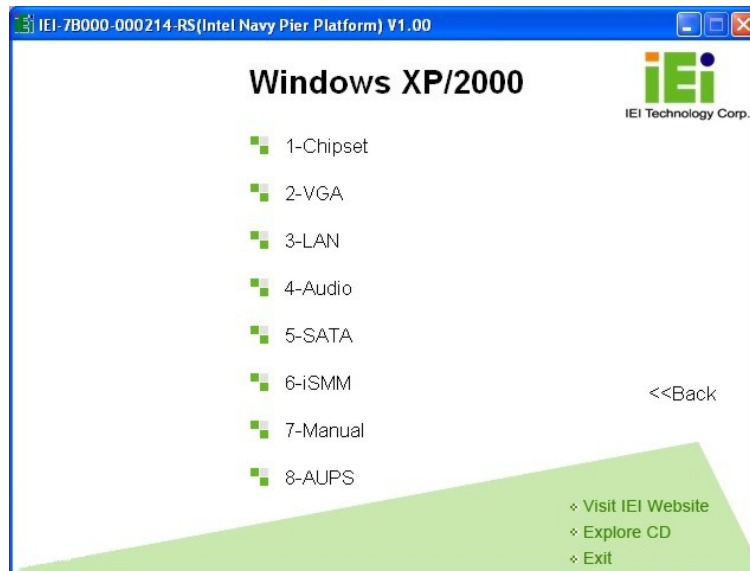 IEI-7B000-000214-RS(Intel Navy Pier Platform) V1.00
Windows XP/2000
iEi
IEI Technology Corp.
1-Chipset
2-VGA
3-LAN
4-Audio
5-SATA
6-iSMM
<<Back
7-Manual
8-AUPS
Visit IEI Website
Explore CD
Exit